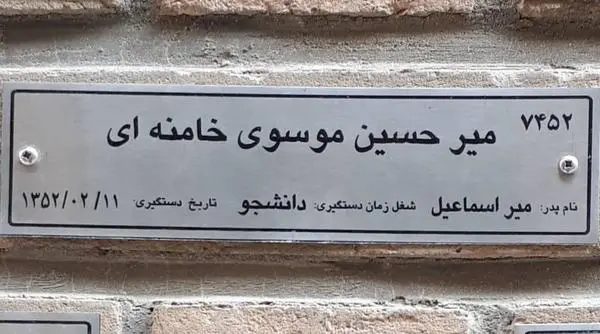 ۷۴۵۲
میر حسین موسوی خامنه ای
نام پدر: میر اسماعیل شغل زمان دستگیری: دانشجو تاریخ دستگیری: ۱۳۵۲/۰۲/۱۱